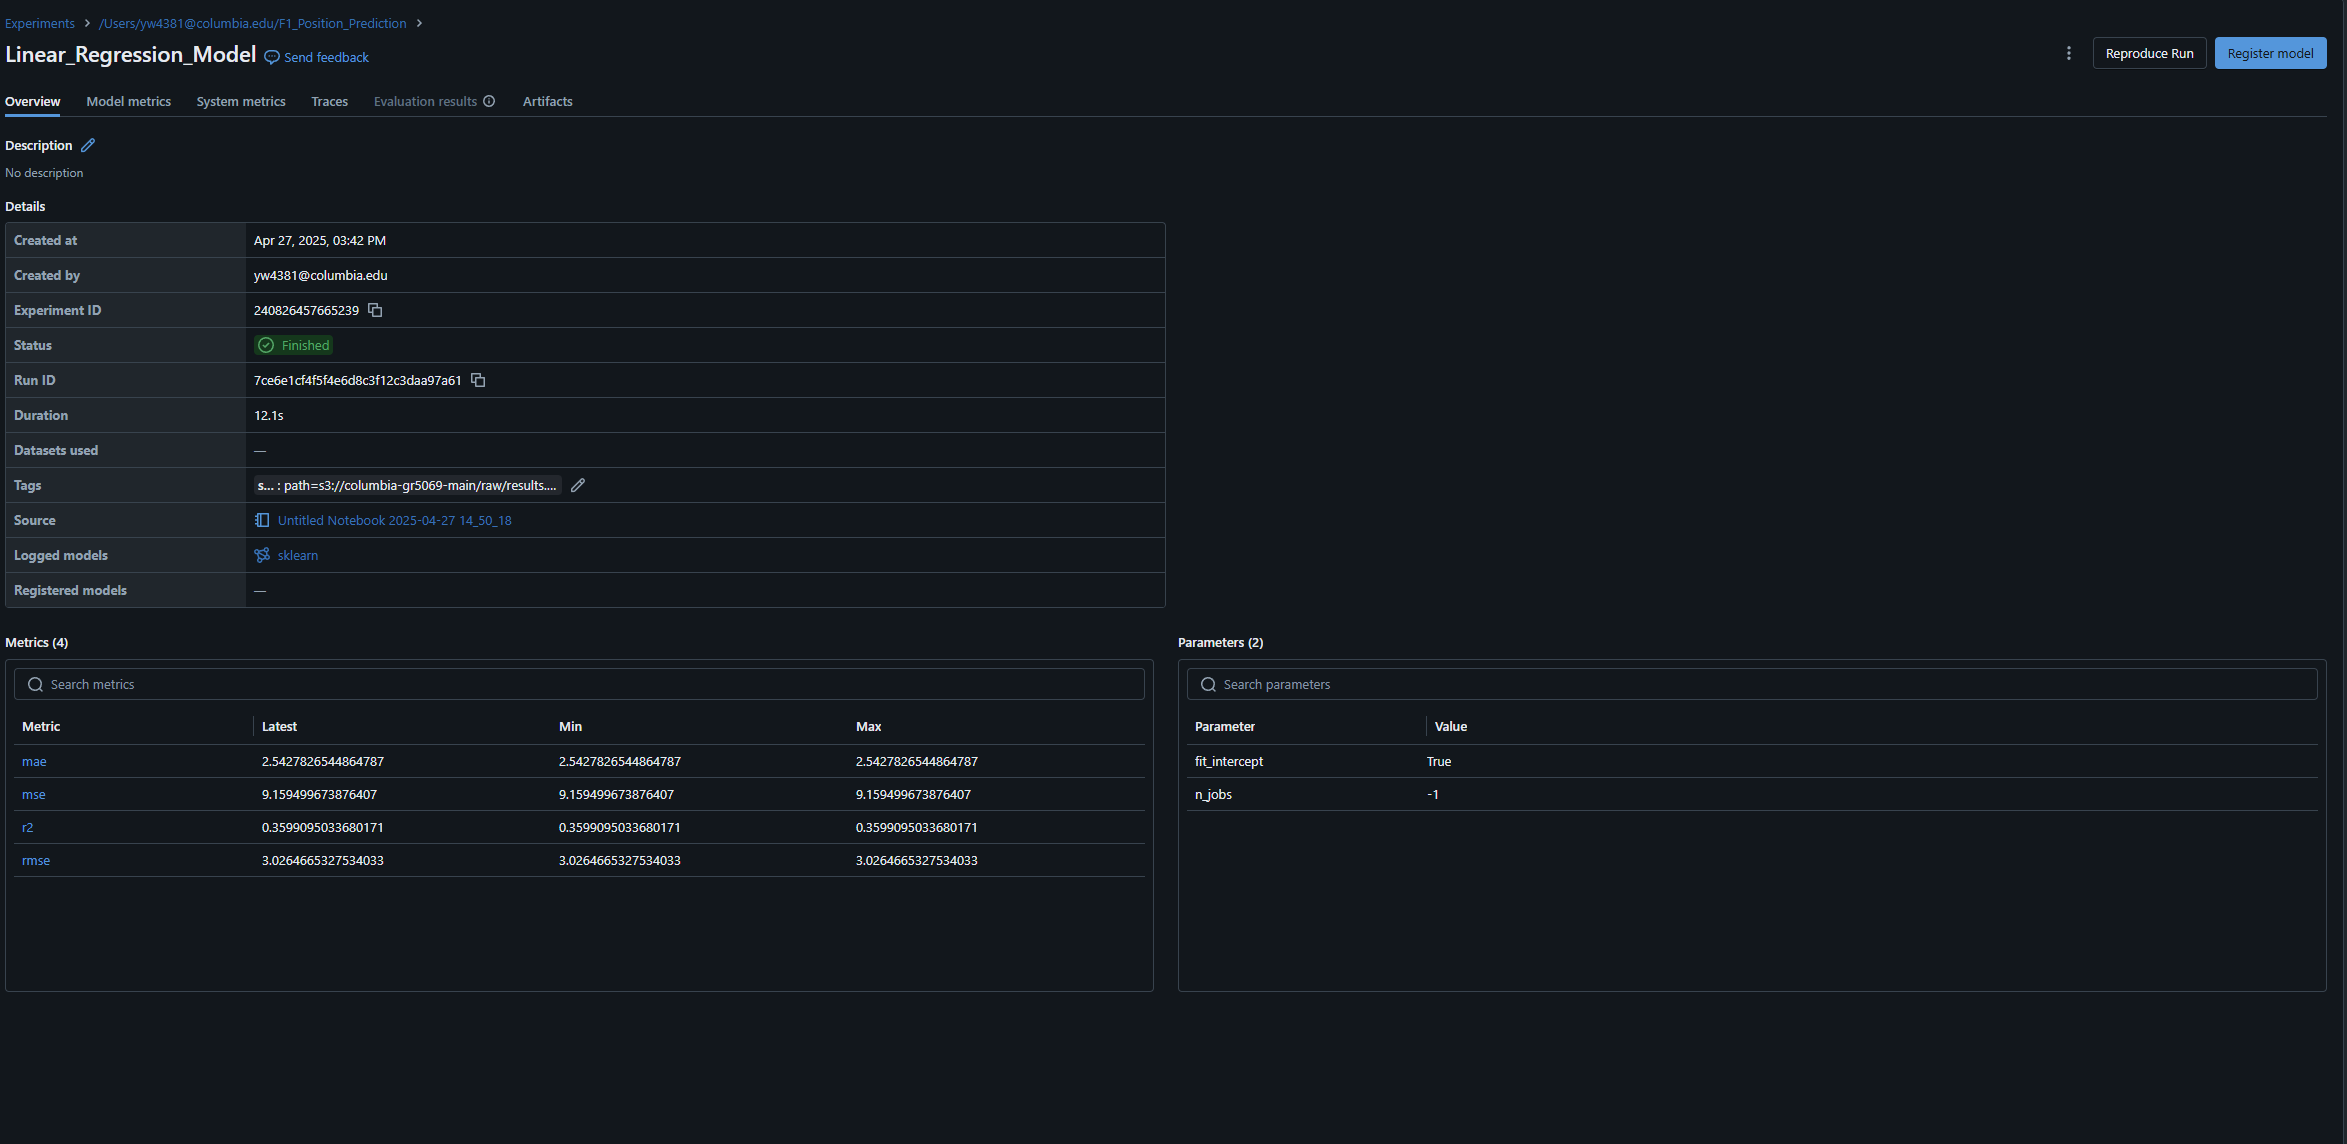 Experiments > /Users/yw4381@columbia.edu/F1_Position_Prediction >
Linear_Regression_Model Send feedback
Reproduce Run Register model
Overview Model metrics System metrics Traces Evaluation results Artifacts
Description
No description
Details
Created at Apr 27, 2025, 03:42 PM
Created by yw4381@columbia.edu
Experiment ID 240826457665239
Status Finished
Run ID 7ce6e1cf4f5f4e6d8c3f12c3daa97a61
Duration 12.1s
Datasets used —
Tags s... : path=s3://columbia-gr5069-main/raw/results....
Source Untitled Notebook 2025-04-27 14_50_18
Logged models sklearn
Registered models —
Metrics (4)
Search metrics
Metric Latest Min Max
mae 2.5427826544864787 2.5427826544864787 2.5427826544864787
mse 9.159499673876407 9.159499673876407 9.159499673876407
r2 0.3599095033680171 0.3599095033680171 0.3599095033680171
rmse 3.0264665327534033 3.0264665327534033 3.0264665327534033
Parameters (2)
Search parameters
Parameter Value
fit_intercept True
n_jobs -1